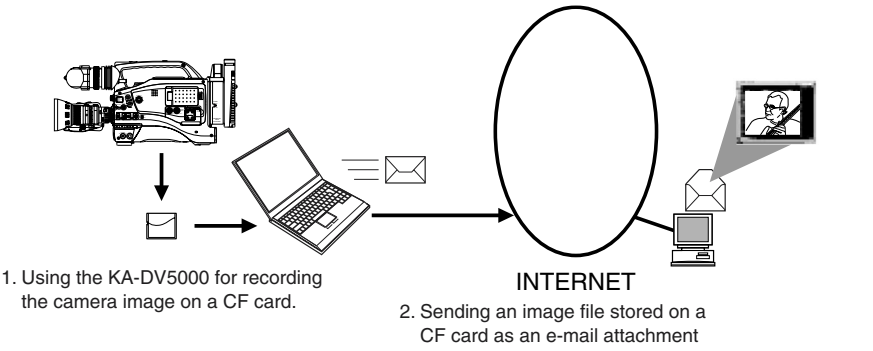 1. Using the KA-DV5000 for recording
the camera image on a CF card.
INTERNET
2. Sending an image file stored on a
CF card as an e-mail attachment